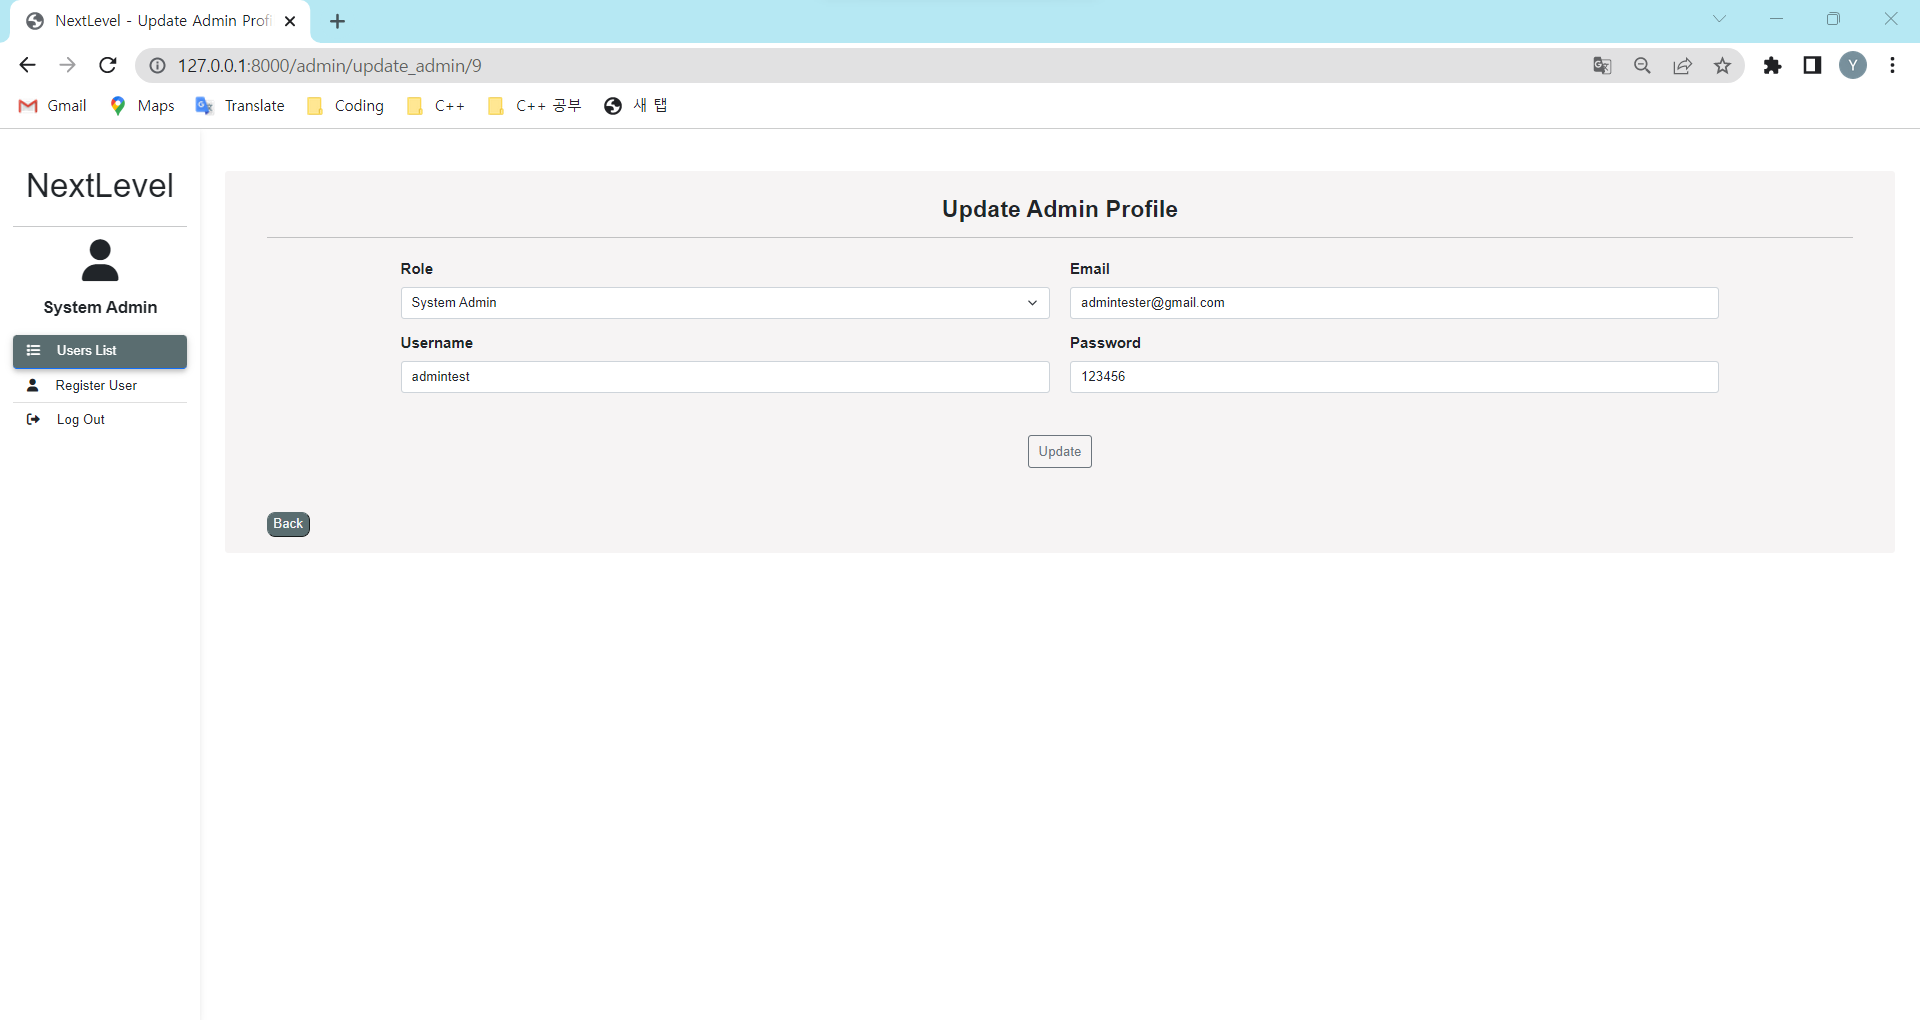 NextLevel - Update Admin Profi
127.0.0.1:8000/admin/update_admin/9
Y
Gmail
Maps
Translate
Coding
C++
C++ 공부
새 탭
NextLevel
System Admin
Users List
Register User
Log Out
Update Admin Profile
Role
Email
System Admin
admintester@gmail.com
Username
Password
admintest
123456
Update
Back